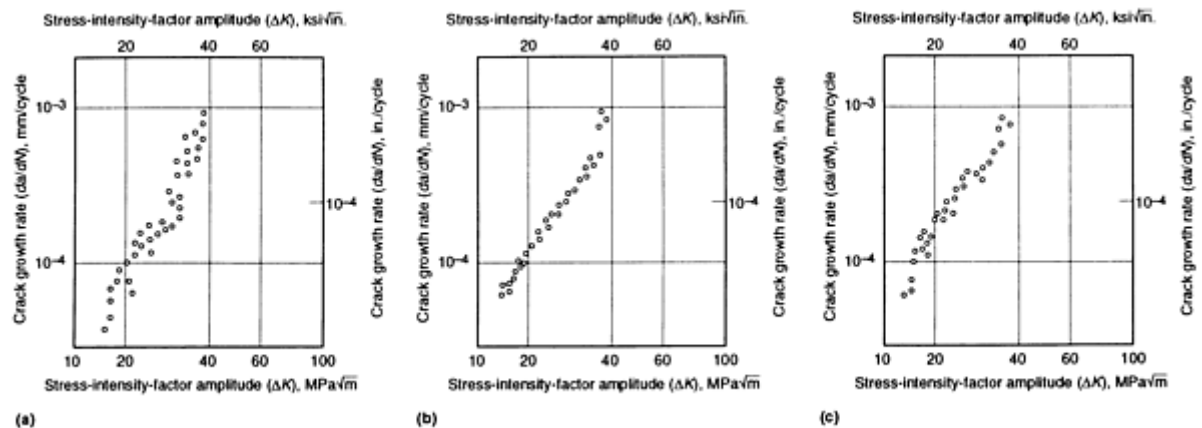 Stress-intensity-factor amplitude (ΔK), ksi√in.
20 40 60
Crack growth rate (da/dN), mm/cycle
10⁻³
10⁻⁴
Crack growth rate (da/dN), in./cycle
10⁻⁴
10 20 40 60 100
Stress-intensity-factor amplitude (ΔK), MPa√m
(a)
Stress-intensity-factor amplitude (ΔK), ksi√in.
20 40 60
Crack growth rate (da/dN), mm/cycle
10⁻³
10⁻⁴
Crack growth rate (da/dN), in./cycle
10⁻⁴
10 20 40 60 100
Stress-intensity-factor amplitude (ΔK), MPa√m
(b)
Stress-intensity-factor amplitude (ΔK), ksi√in.
20 40 60
Crack growth rate (da/dN), mm/cycle
10⁻³
10⁻⁴
Crack growth rate (da/dN), in./cycle
10⁻⁴
10 20 40 60 100
Stress-intensity-factor amplitude (ΔK), MPa√m
(c)